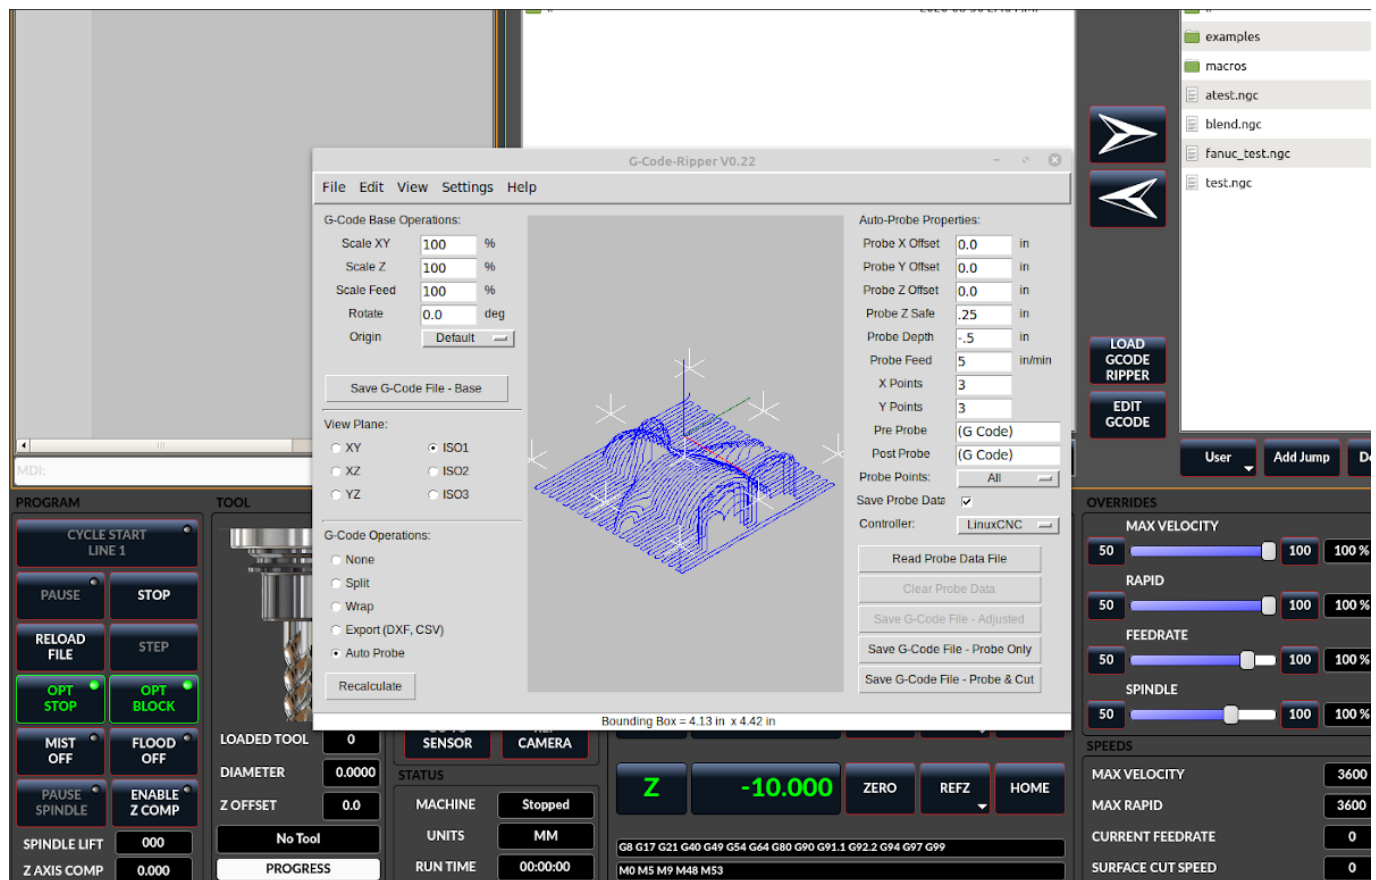 examples
macros
atest.ngc
blend.ngc
fanuc_test.ngc
test.ngc
G-Code-Ripper V0.22
File Edit View Settings Help
G-Code Base Operations:
Scale XY 100 %
Scale Z 100 %
Scale Feed 100 %
Rotate 0.0 deg
Origin Default
Save G-Code File - Base
View Plane:
XY ISO1
XZ ISO2
YZ ISO3
G-Code Operations:
None
Split
Wrap
Export (DXF, CSV)
Auto Probe
Recalculate
Auto-Probe Properties:
Probe X Offset 0.0 in
Probe Y Offset 0.0 in
Probe Z Offset 0.0 in
Probe Z Safe .25 in
Probe Depth -.5 in
Probe Feed 5 in/min
X Points 3
Y Points 3
Pre Probe (G Code)
Post Probe (G Code)
Probe Points: All
Save Probe Data
Controller: LinuxCNC
Read Probe Data File
Clear Probe Data
Save G-Code File - Adjusted
Save G-Code File - Probe Only
Save G-Code File - Probe & Cut
Bounding Box = 4.13 in x 4.42 in
LOAD
GCODE
RIPPER
EDIT
GCODE
User Add Jump
MDI:
PROGRAM
CYCLE START
LINE 1
PAUSE STOP
RELOAD
FILE
STEP
OPT
STOP
OPT
BLOCK
MIST
OFF
FLOOD
OFF
PAUSE
SPINDLE
ENABLE
Z COMP
SPINDLE LIFT 000
Z AXIS COMP 0.000
TOOL
LOADED TOOL 0
DIAMETER 0.0000
Z OFFSET 0.0
No Tool
PROGRESS
SENSOR
CAMERA
STATUS
MACHINE Stopped
UNITS MM
RUN TIME 00:00:00
Z -10.000 ZERO REFZ HOME
G8 G17 G21 G40 G49 G54 G64 G80 G90 G91.1 G92.2 G94 G97 G99
M0 M5 M9 M48 M53
OVERRIDES
MAX VELOCITY
50 100 100 %
RAPID
50 100 100 %
FEEDRATE
50 100 100 %
SPINDLE
50 100 100 %
SPEEDS
MAX VELOCITY 3600
MAX RAPID 3600
CURRENT FEEDRATE 0
SURFACE CUT SPEED 0